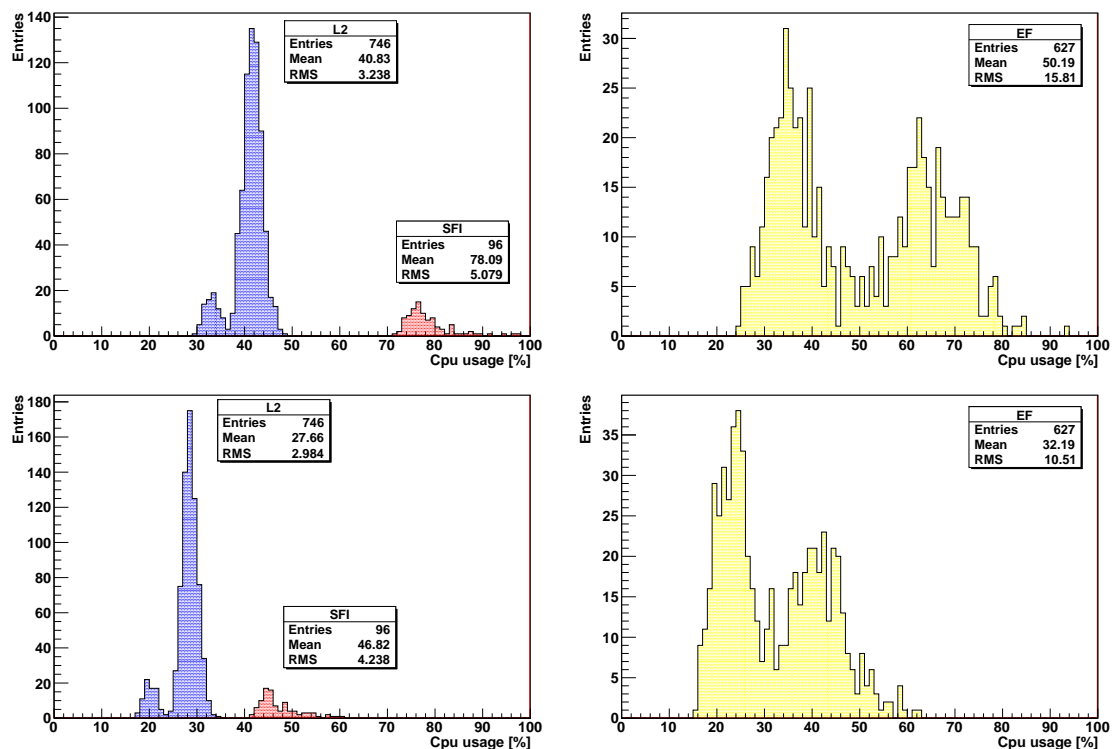 Entries
140
120
100
80
60
40
20
0
L2
Entries 746
Mean 40.83
RMS 3.238
SFI
Entries 96
Mean 78.09
RMS 5.079
0 10 20 30 40 50 60 70 80 90 100
Cpu usage [%]
Entries
30
25
20
15
10
5
0
EF
Entries 627
Mean 50.19
RMS 15.81
0 10 20 30 40 50 60 70 80 90 100
Cpu usage [%]
Entries
180
160
140
120
100
80
60
40
20
0
L2
Entries 746
Mean 27.66
RMS 2.984
SFI
Entries 96
Mean 46.82
RMS 4.238
0 10 20 30 40 50 60 70 80 90 100
Cpu usage [%]
Entries
35
30
25
20
15
10
5
0
EF
Entries 627
Mean 32.19
RMS 10.51
0 10 20 30 40 50 60 70 80 90 100
Cpu usage [%]